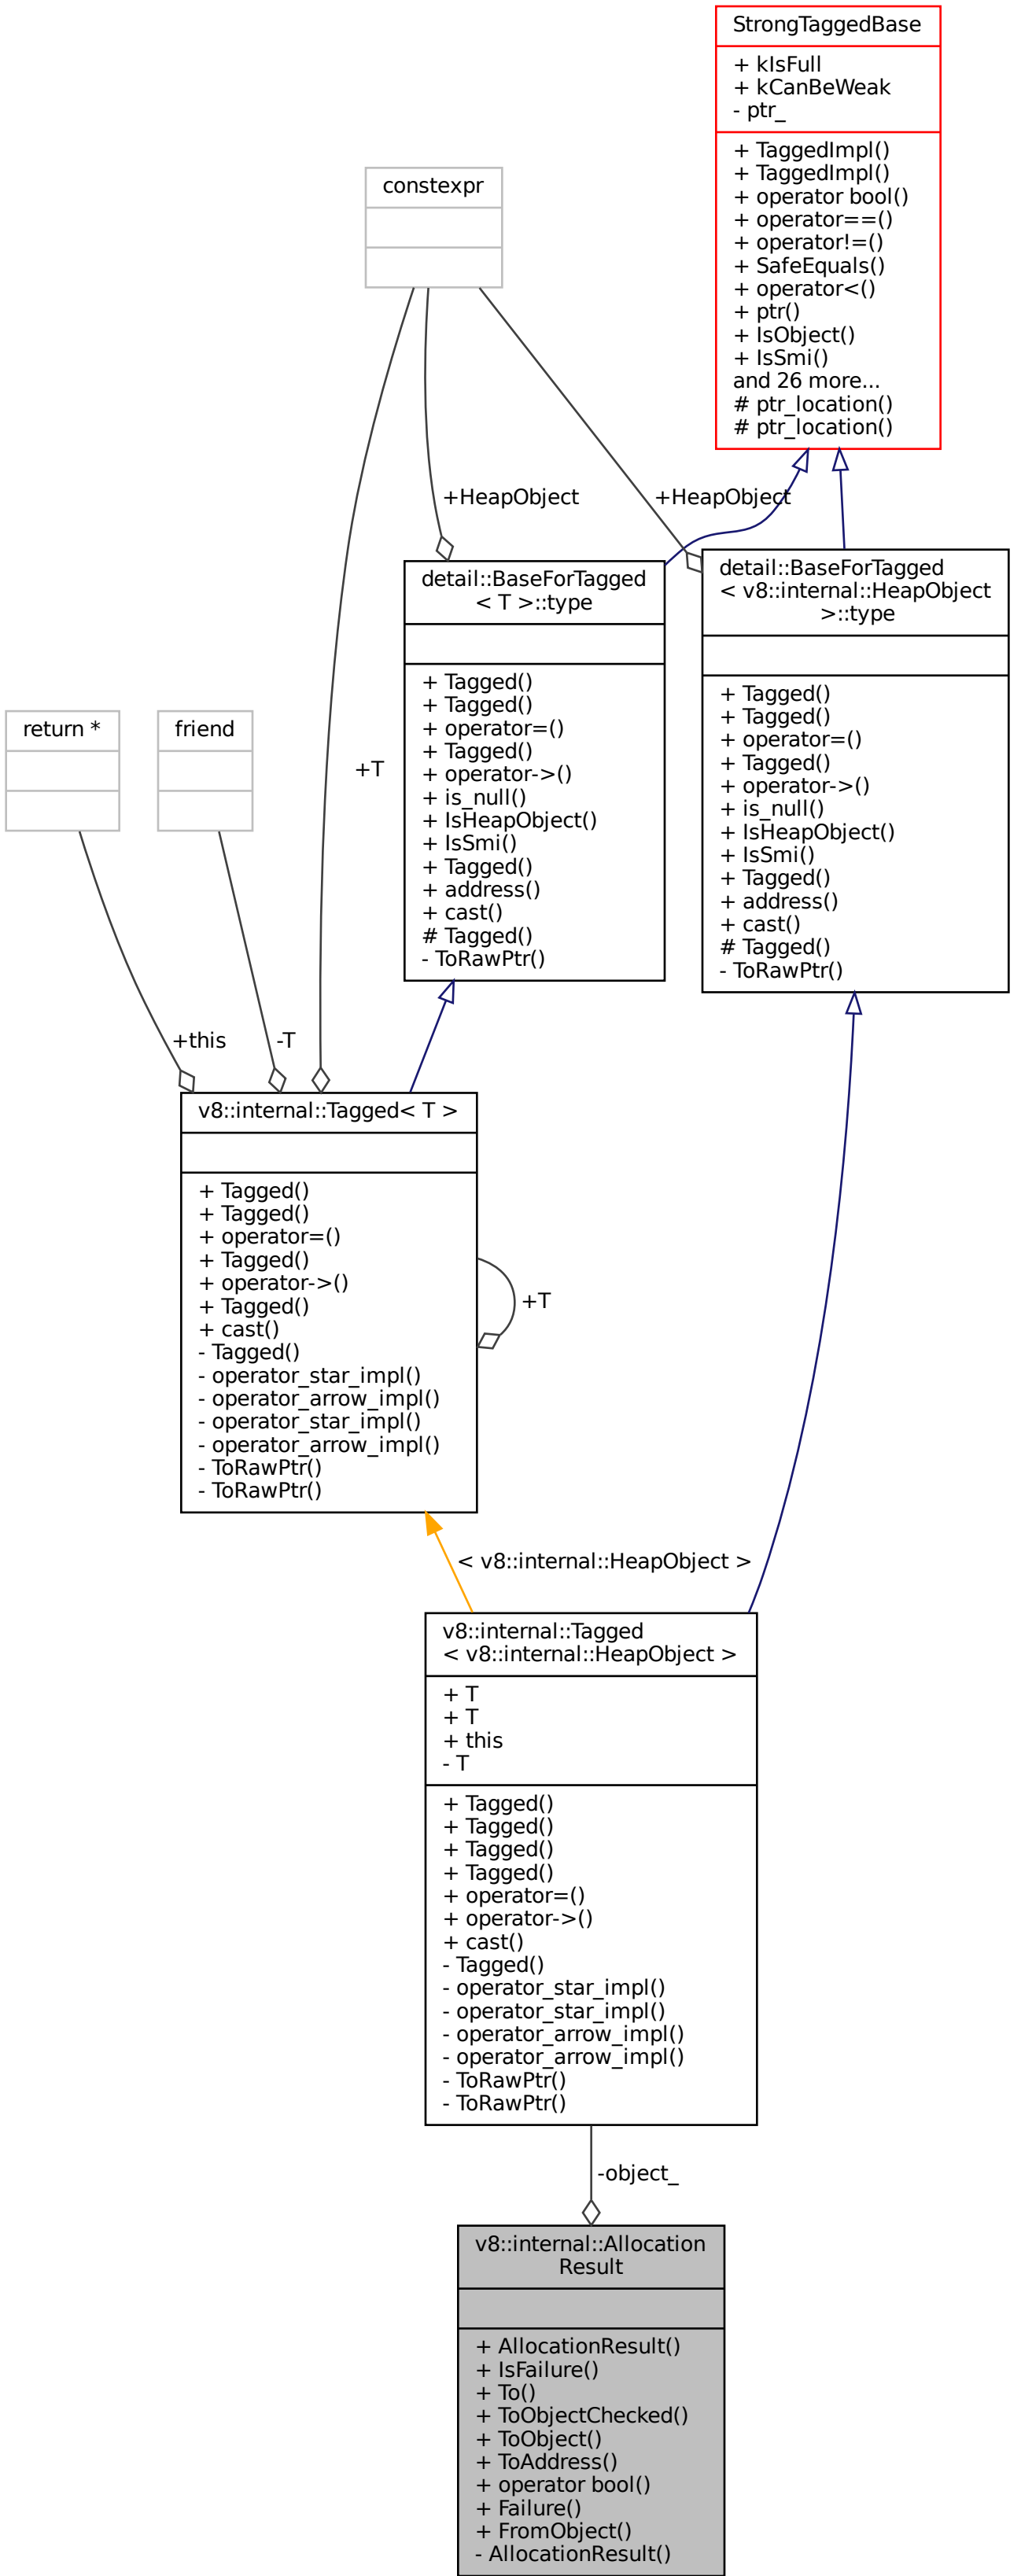 StrongTaggedBase
+ kIsFull
+ kCanBeWeak
- ptr_
+ TaggedImpl()
+ TaggedImpl()
+ operator bool()
+ operator==()
+ operator!=()
+ SafeEquals()
+ operator<()
+ ptr()
+ IsObject()
+ IsSmi()
and 26 more...
# ptr_location()
# ptr_location()
constexpr
+HeapObject
+HeapObject
detail::BaseForTagged
< T >::type
+ Tagged()
+ Tagged()
+ operator=()
+ Tagged()
+ operator->()
+ is_null()
+ IsHeapObject()
+ IsSmi()
+ Tagged()
+ address()
+ cast()
# Tagged()
- ToRawPtr()
detail::BaseForTagged
< v8::internal::HeapObject
>::type
+ Tagged()
+ Tagged()
+ operator=()
+ Tagged()
+ operator->()
+ is_null()
+ IsHeapObject()
+ IsSmi()
+ Tagged()
+ address()
+ cast()
# Tagged()
- ToRawPtr()
return *
friend
+T
+this
-T
v8::internal::Tagged< T >
+ Tagged()
+ Tagged()
+ operator=()
+ Tagged()
+ operator->()
+ Tagged()
+ cast()
- Tagged()
- operator_star_impl()
- operator_arrow_impl()
- operator_star_impl()
- operator_arrow_impl()
- ToRawPtr()
- ToRawPtr()
+T
< v8::internal::HeapObject >
v8::internal::Tagged
< v8::internal::HeapObject >
+ T
+ T
+ this
- T
+ Tagged()
+ Tagged()
+ Tagged()
+ Tagged()
+ operator=()
+ operator->()
+ cast()
- Tagged()
- operator_star_impl()
- operator_star_impl()
- operator_arrow_impl()
- operator_arrow_impl()
- ToRawPtr()
- ToRawPtr()
-object_
v8::internal::Allocation
Result
+ AllocationResult()
+ IsFailure()
+ To()
+ ToObjectChecked()
+ ToObject()
+ ToAddress()
+ operator bool()
+ Failure()
+ FromObject()
- AllocationResult()